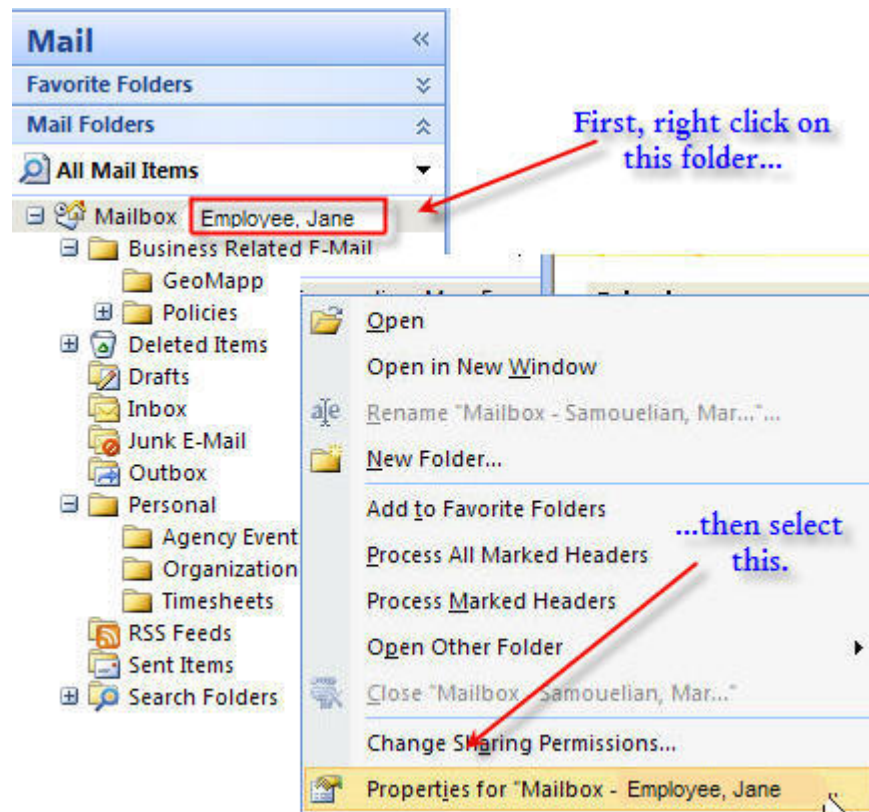 Mail
Favorite Folders
Mail Folders
All Mail Items
First, right click on
this folder...
Mailbox Employee, Jane
Business Related E-Mail
GeoMapp
Policies
Deleted Items
Drafts
Inbox
Junk E-Mail
Outbox
Personal
Agency Event
Organization
Timesheets
RSS Feeds
Sent Items
Search Folders
Open
Open in New Window
Rename "Mailbox - Samouelian, Mar..."...
New Folder...
Add to Favorite Folders
...then select
this.
Process All Marked Headers
Process Marked Headers
Open Other Folder
Close "Mailbox - Samouelian, Mar..."
Change Sharing Permissions...
Properties for "Mailbox - Employee, Jane ...